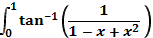 ∫₀¹ tan⁻¹ (1 / (1 − x + x²))